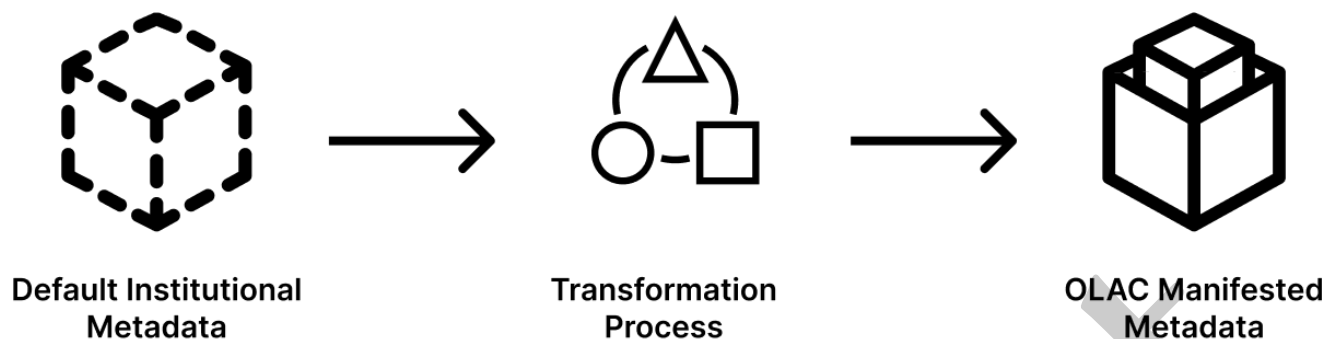 Default Institutional
Metadata
Transformation
Process
OLAC Manifested
Metadata